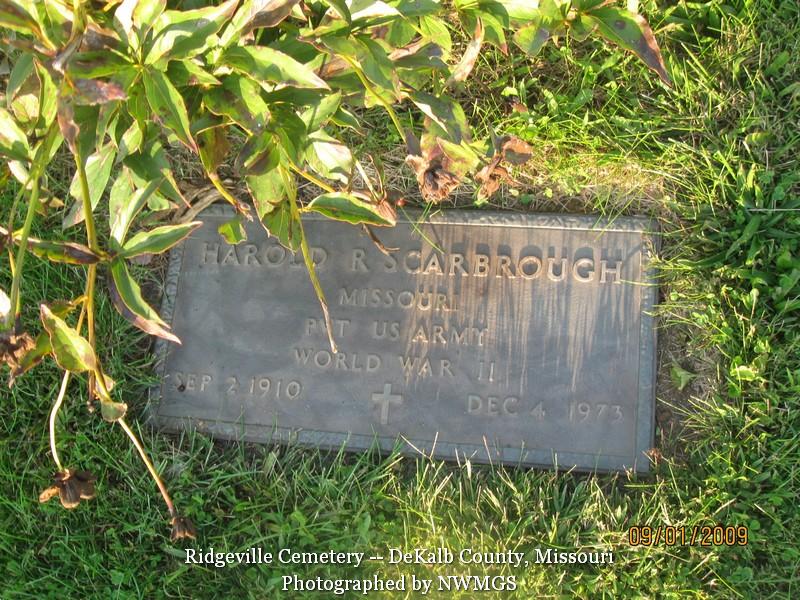 HAROLD R SCARBROUGH
MISSOURI
PVT US ARMY
WORLD WAR II
SEP 2 1910 DEC 4 1973
09/01/2009
Ridgeville Cemetery -- DeKalb County, Missouri
Photographed by NWMGS